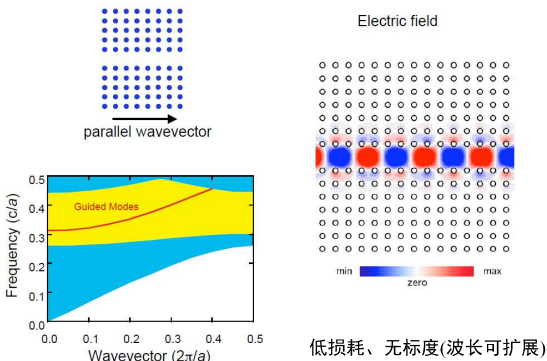 Electric field
parallel wavevector
Frequency (c/a)
0.5
0.4
0.3
0.2
0.1
0.0
Guided Modes
0.0 0.1 0.2 0.3 0.4 0.5
Wavevector (2π/a)
min zero max
低损耗、无标度(波长可扩展)